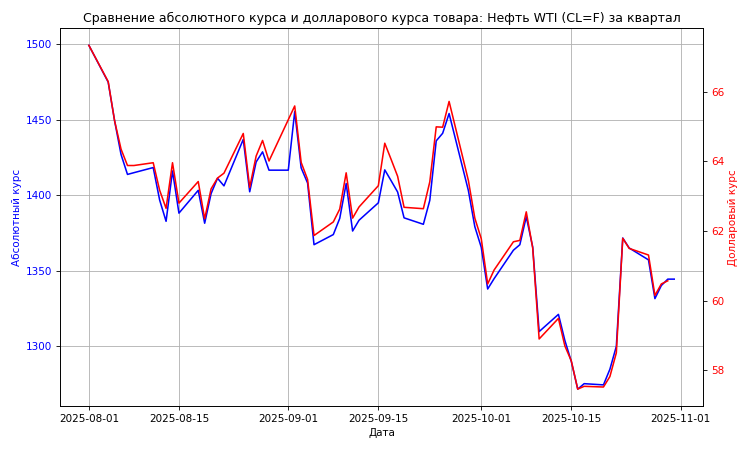 Сравнение абсолютного курса и долларового курса товара: Нефть WTI (CL=F) за квартал
1500
1450
1400
1350
1300
Абсолютный курс
66
64
62
60
58
Долларовый курс
2025-08-01 2025-08-15 2025-09-01 2025-09-15 2025-10-01 2025-10-15 2025-11-01
Дата